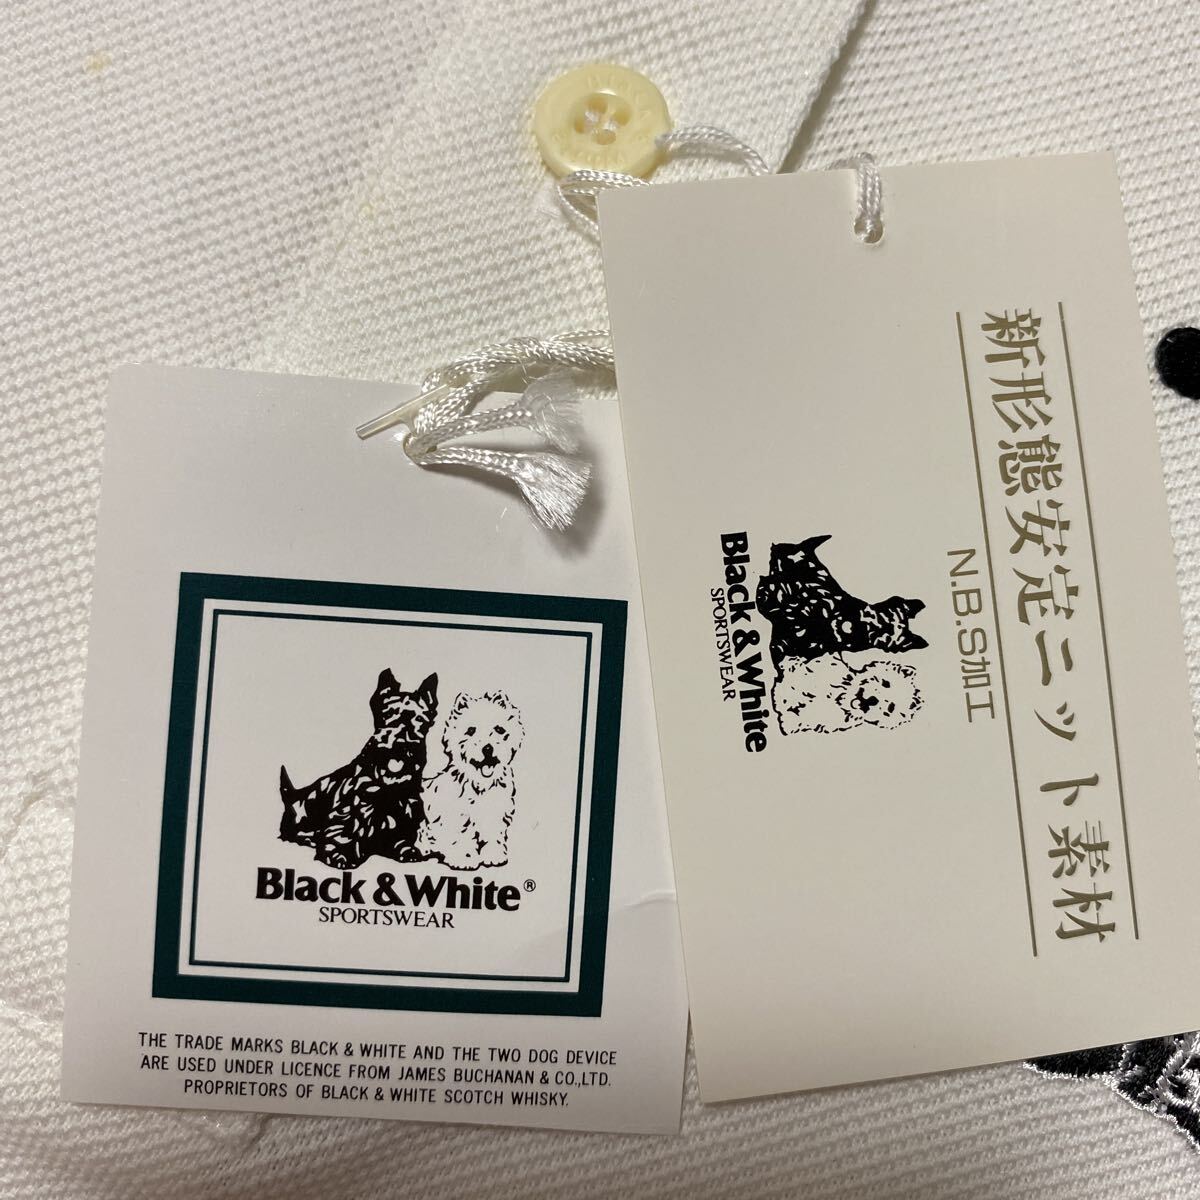 Black & White®
SPORTSWEAR
THE TRADE MARKS BLACK & WHITE AND THE TWO DOG DEVICE
ARE USED UNDER LICENCE FROM JAMES BUCHANAN & CO.,LTD.
PROPRIETORS OF BLACK & WHITE SCOTCH WHISKY.
新形態安定ニット素材
N.B.S加工
Black & White
SPORTSWEAR